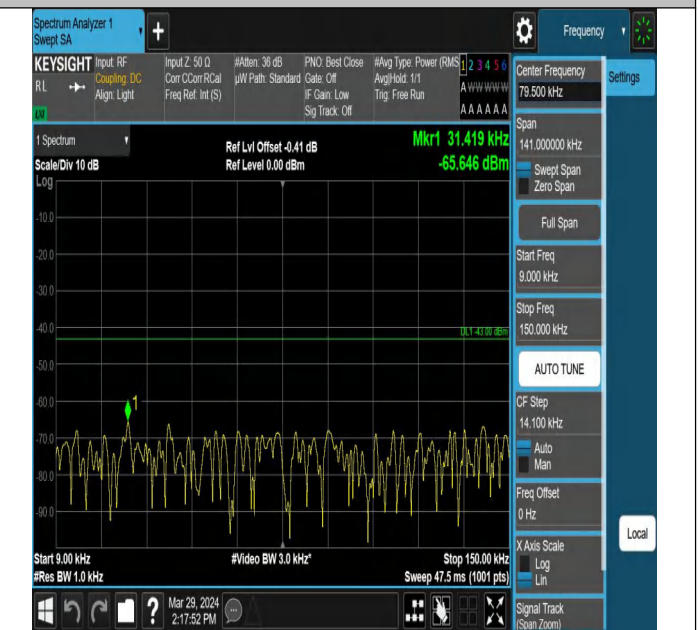 Spectrum Analyzer 1
Swept SA
+
Frequency
KEYSIGHT
RL
LXI
Input: RF
Coupling: DC
Align: Light
Input Z: 50 Ω
Corr CCorr RCal
Freq Ref: Int (S)
#Atten: 36 dB
µW Path: Standard
PNO: Best Close
Gate: Off
IF Gain: Low
Sig Track: Off
#Avg Type: Power (RMS
Avg|Hold: 1/1
Trig: Free Run
1 2 3 4 5 6
A W W W W W
A A A A A A
1 Spectrum
Scale/Div 10 dB
Log
Ref Lvl Offset -0.41 dB
Ref Level 0.00 dBm
Mkr1 31.419 kHz
-65.646 dBm
-10.0
-20.0
-30.0
-40.0
DL1 -43.00 dBm
-50.0
-60.0
1
-70.0
-80.0
-90.0
Start 9.00 kHz
#Res BW 1.0 kHz
#Video BW 3.0 kHz*
Stop 150.00 kHz
Sweep 47.5 ms (1001 pts)
?
Mar 29, 2024
2:17:52 PM
Center Frequency
79.500 kHz
Settings
Span
141.000000 kHz
Swept Span
Zero Span
Full Span
Start Freq
9.000 kHz
Stop Freq
150.000 kHz
AUTO TUNE
CF Step
14.100 kHz
Auto
Man
Freq Offset
0 Hz
Local
X Axis Scale
Log
Lin
Signal Track
(Span Zoom)